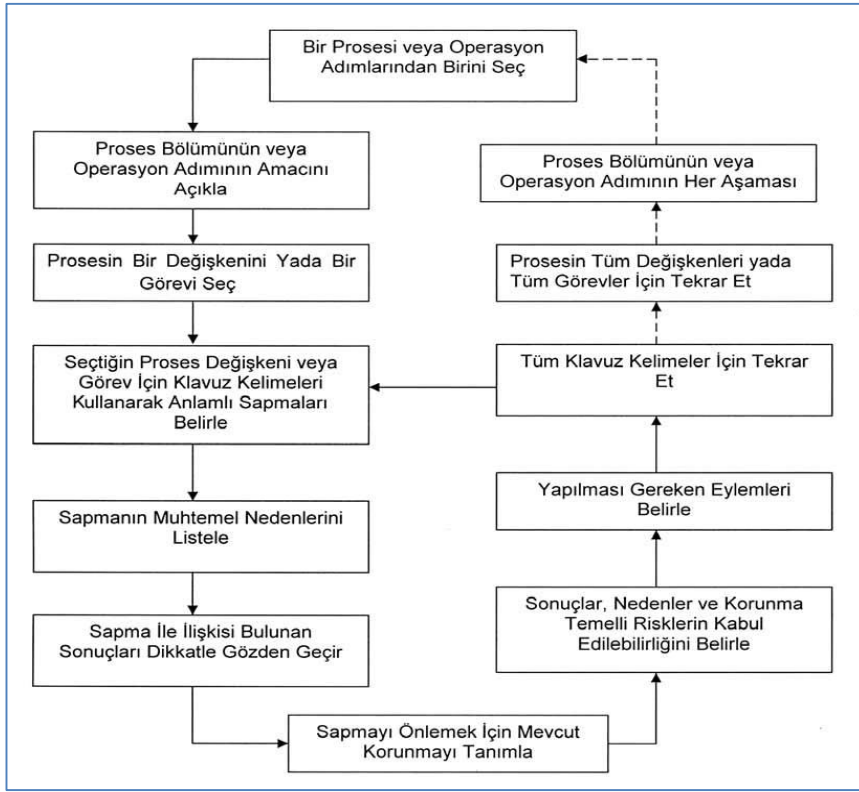 Bir Prosesi veya Operasyon
Adımlarından Birini Seç
Proses Bölümünün veya
Operasyon Adımının Amacını
Açıkla
Prosesin Bir Değişkenini Yada Bir
Görevi Seç
Seçtiğin Proses Değişkeni veya
Görev İçin Klavuz Kelimeleri
Kullanarak Anlamlı Sapmaları
Belirle
Sapmanın Muhtemel Nedenlerini
Listele
Sapma İle İlişkisi Bulunan
Sonuçları Dikkatle Gözden Geçir
Sapmayı Önlemek İçin Mevcut
Korunmayı Tanımla
Sonuçlar, Nedenler ve Korunma
Temelli Risklerin Kabul
Edilebilirliğini Belirle
Yapılması Gereken Eylemleri
Belirle
Tüm Klavuz Kelimeler İçin Tekrar
Et
Prosesin Tüm Değişkenleri yada
Tüm Görevler İçin Tekrar Et
Proses Bölümünün veya
Operasyon Adımının Her Aşaması